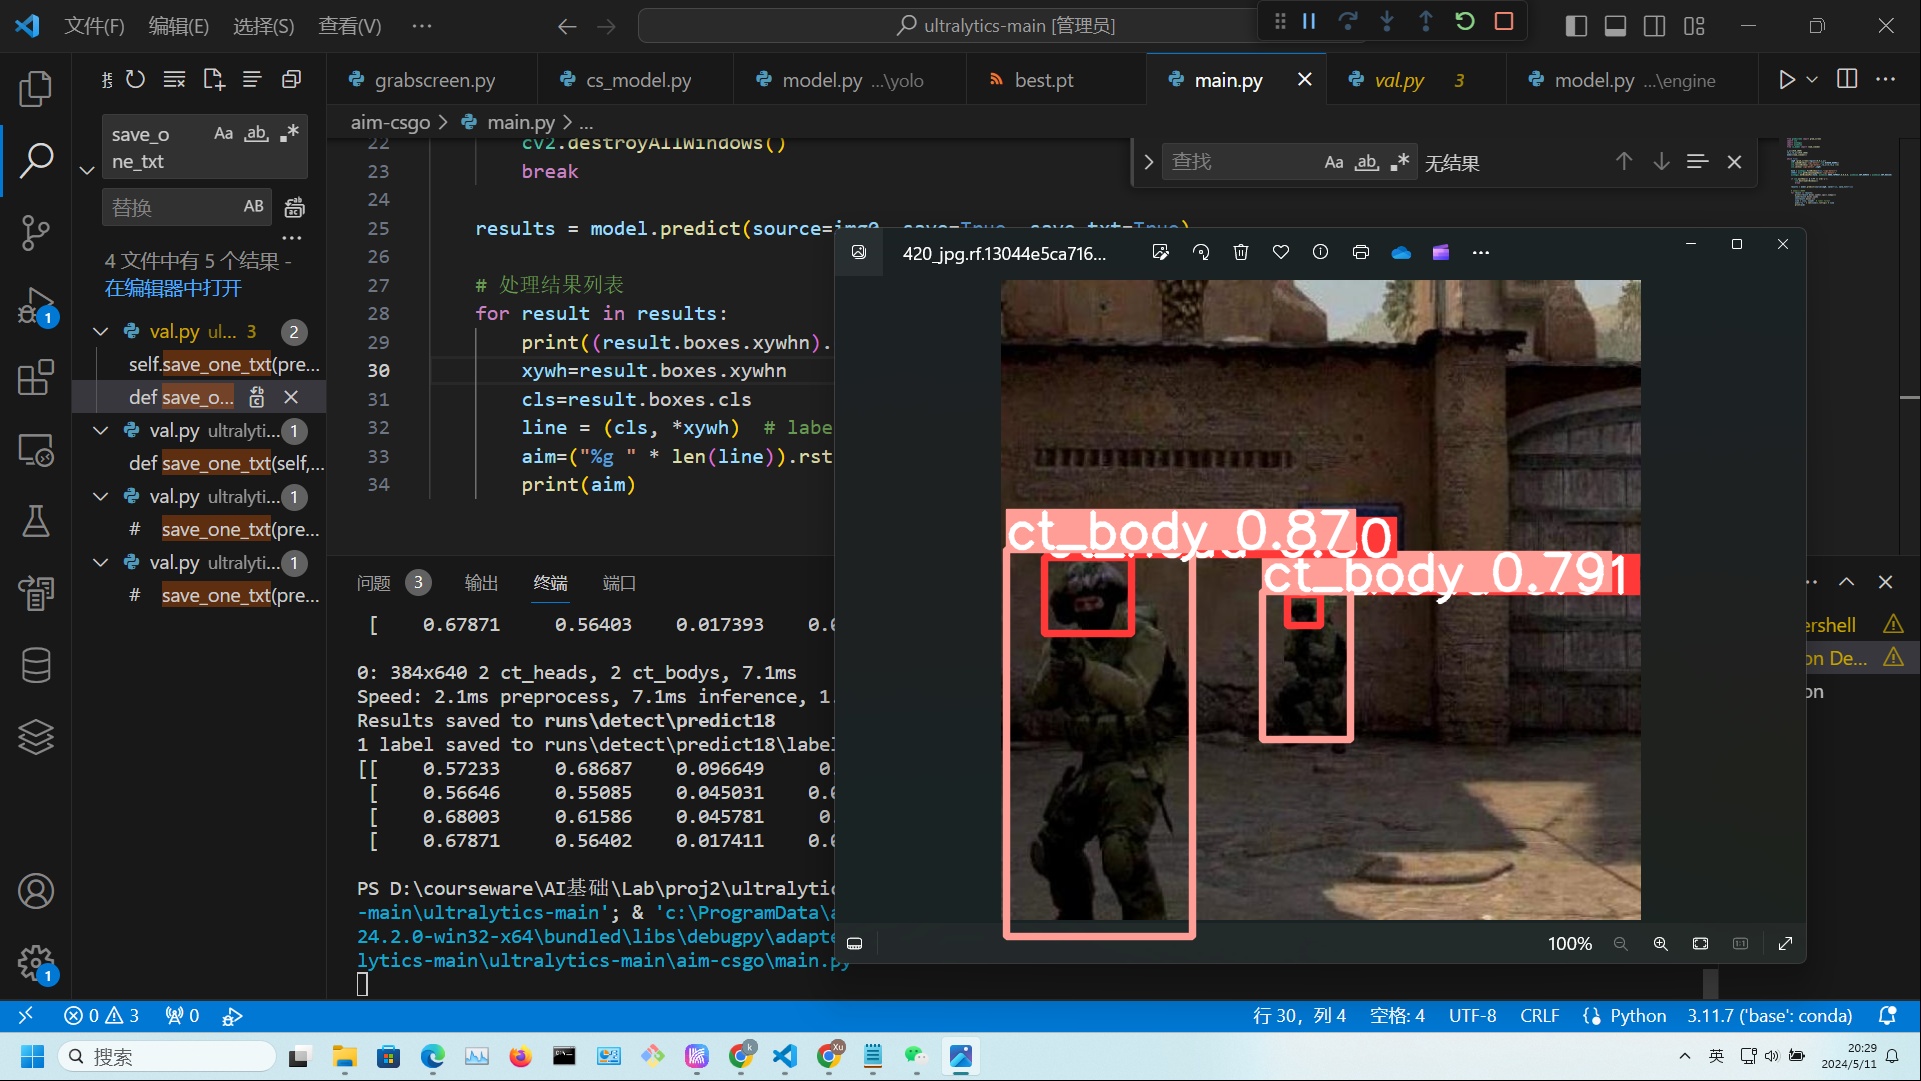 文件(F) 编辑(E) 选择(S) 查看(V) ···
ultralytics-main [管理员]
grabscreen.py cs_model.py model.py ...\yolo best.pt main.py val.py 3 model.py ...\engine
aim-csgo > main.py > ...
save_o
ne_txt
Aa ab
替换
AB
4 文件中有 5 个结果 -
在编辑器中打开
val.py ul... 3 2
self.save_one_txt(pre...
def save_o...
val.py ultralyti... 1
def save_one_txt(self,...
val.py ultralyti... 1
# save_one_txt(pre...
val.py ultralyti... 1
# save_one_txt(pre...
查找 Aa ab 无结果
22 cv2.destroyAllWindows()
23 break
24
25 results = model.predict(source=img0, save=True, save_txt=True)
26
27 # 处理结果列表
28 for result in results:
29 print((result.boxes.xywhn).
30 xywh=result.boxes.xywhn
31 cls=result.boxes.cls
32 line = (cls, *xywh) # labe
33 aim=("%g " * len(line)).rst
34 print(aim)
420_jpg.rf.13044e5ca716...
ct_body 0.87
0
ct_body 0.791
100%
问题 3 输出 终端 端口
[ 0.67871 0.56403 0.017393 0.0
0: 384x640 2 ct_heads, 2 ct_bodys, 7.1ms
Speed: 2.1ms preprocess, 7.1ms inference, 1.
Results saved to runs\detect\predict18
1 label saved to runs\detect\predict18\label
[[ 0.57233 0.68687 0.096649 0.
[ 0.56646 0.55085 0.045031 0.0
[ 0.68003 0.61586 0.045781 0.
[ 0.67871 0.56402 0.017411 0.0
PS D:\courseware\AI基础\Lab\proj2\ultralytic
-main\ultralytics-main'; & 'c:\ProgramData\a
24.2.0-win32-x64\bundled\libs\debugpy\adapte
lytics-main\ultralytics-main\aim-csgo\main.py
ershell
on De...
on
1
1
0 3 0
行 30，列 4 空格: 4 UTF-8 CRLF Python 3.11.7 ('base': conda)
搜索
英
20:29
2024/5/11